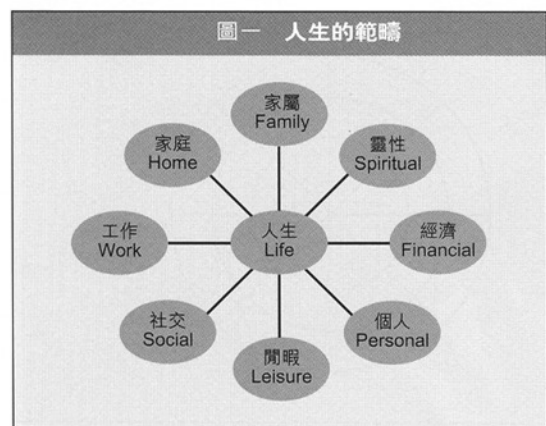 圖一 人生的範疇
家屬
Family
家庭
Home
靈性
Spiritual
工作
Work
人生
Life
經濟
Financial
社交
Social
個人
Personal
閒暇
Leisure